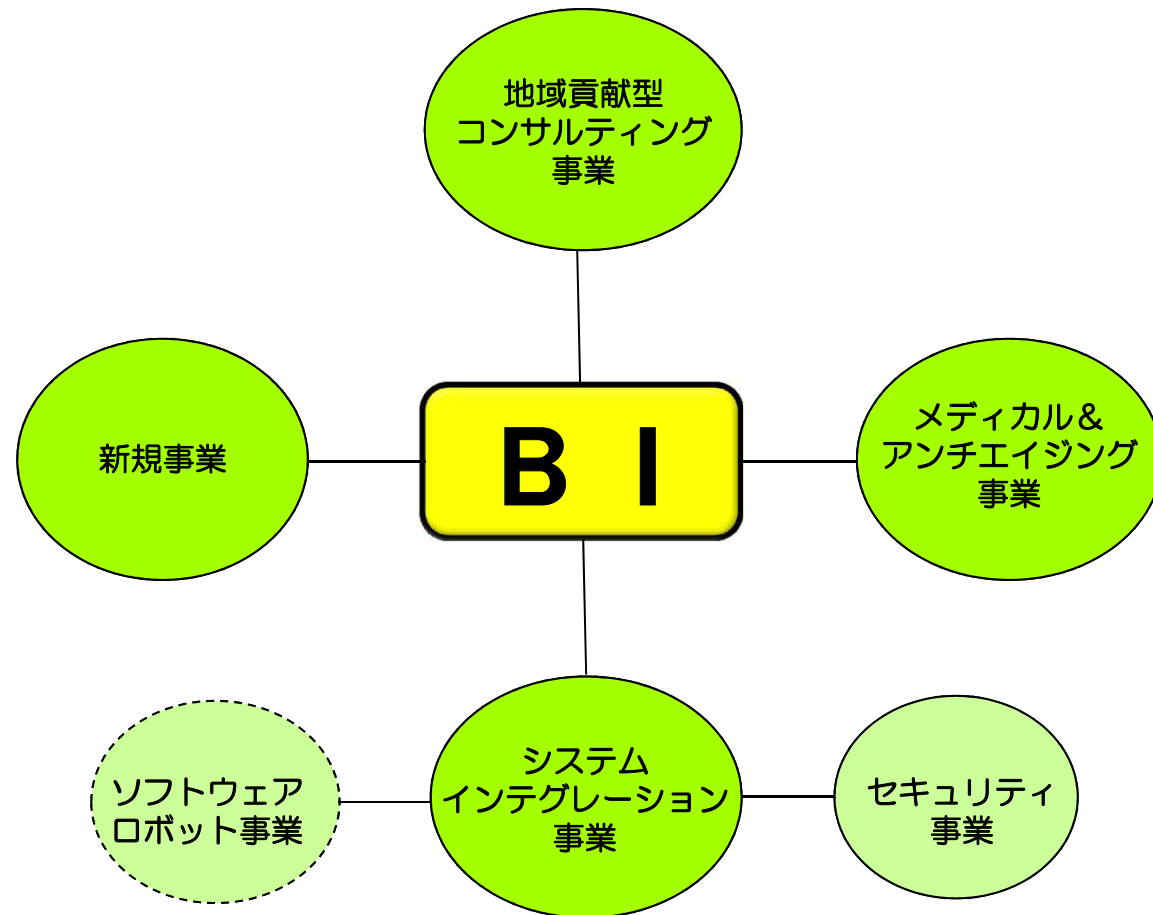 地域貢献型
コンサルティング
事業
新規事業
B I
メディカル＆
アンチエイジング
事業
ソフトウェア
ロボット事業
システム
インテグレーション
事業
セキュリティ
事業